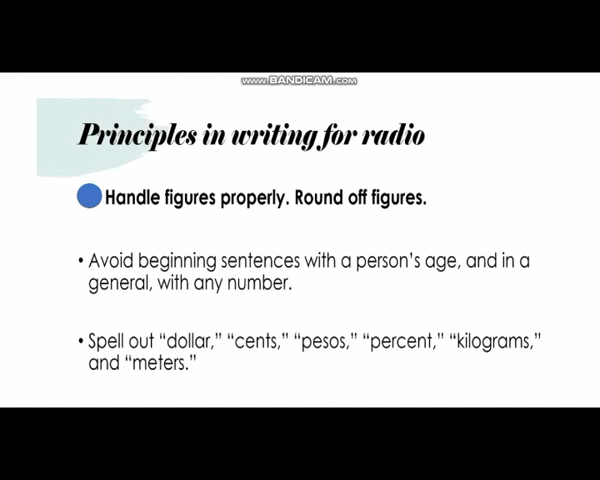 www.BANDICAM.com
Principles in writing for radio
Handle figures properly. Round off figures.
• Avoid beginning sentences with a person's age, and in a
general, with any number.
• Spell out “dollar,” “cents,” “pesos,” “percent,” “kilograms,”
and “meters.”